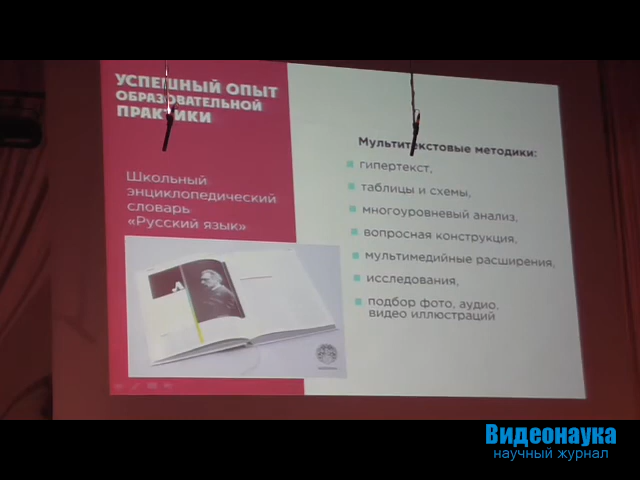 УСПЕШНЫЙ ОПЫТ
ОБРАЗОВАТЕЛЬНОЙ
ПРАКТИКИ
Школьный
энциклопедический
словарь
«Русский язык»
Мультитекстовые методики:
гипертекст,
таблицы и схемы,
многоуровневый анализ,
вопросная конструкция,
мультимедийные расширения,
исследования,
подбор фото, аудио.
видео иллюстраций
Видеонаука
научный журнал